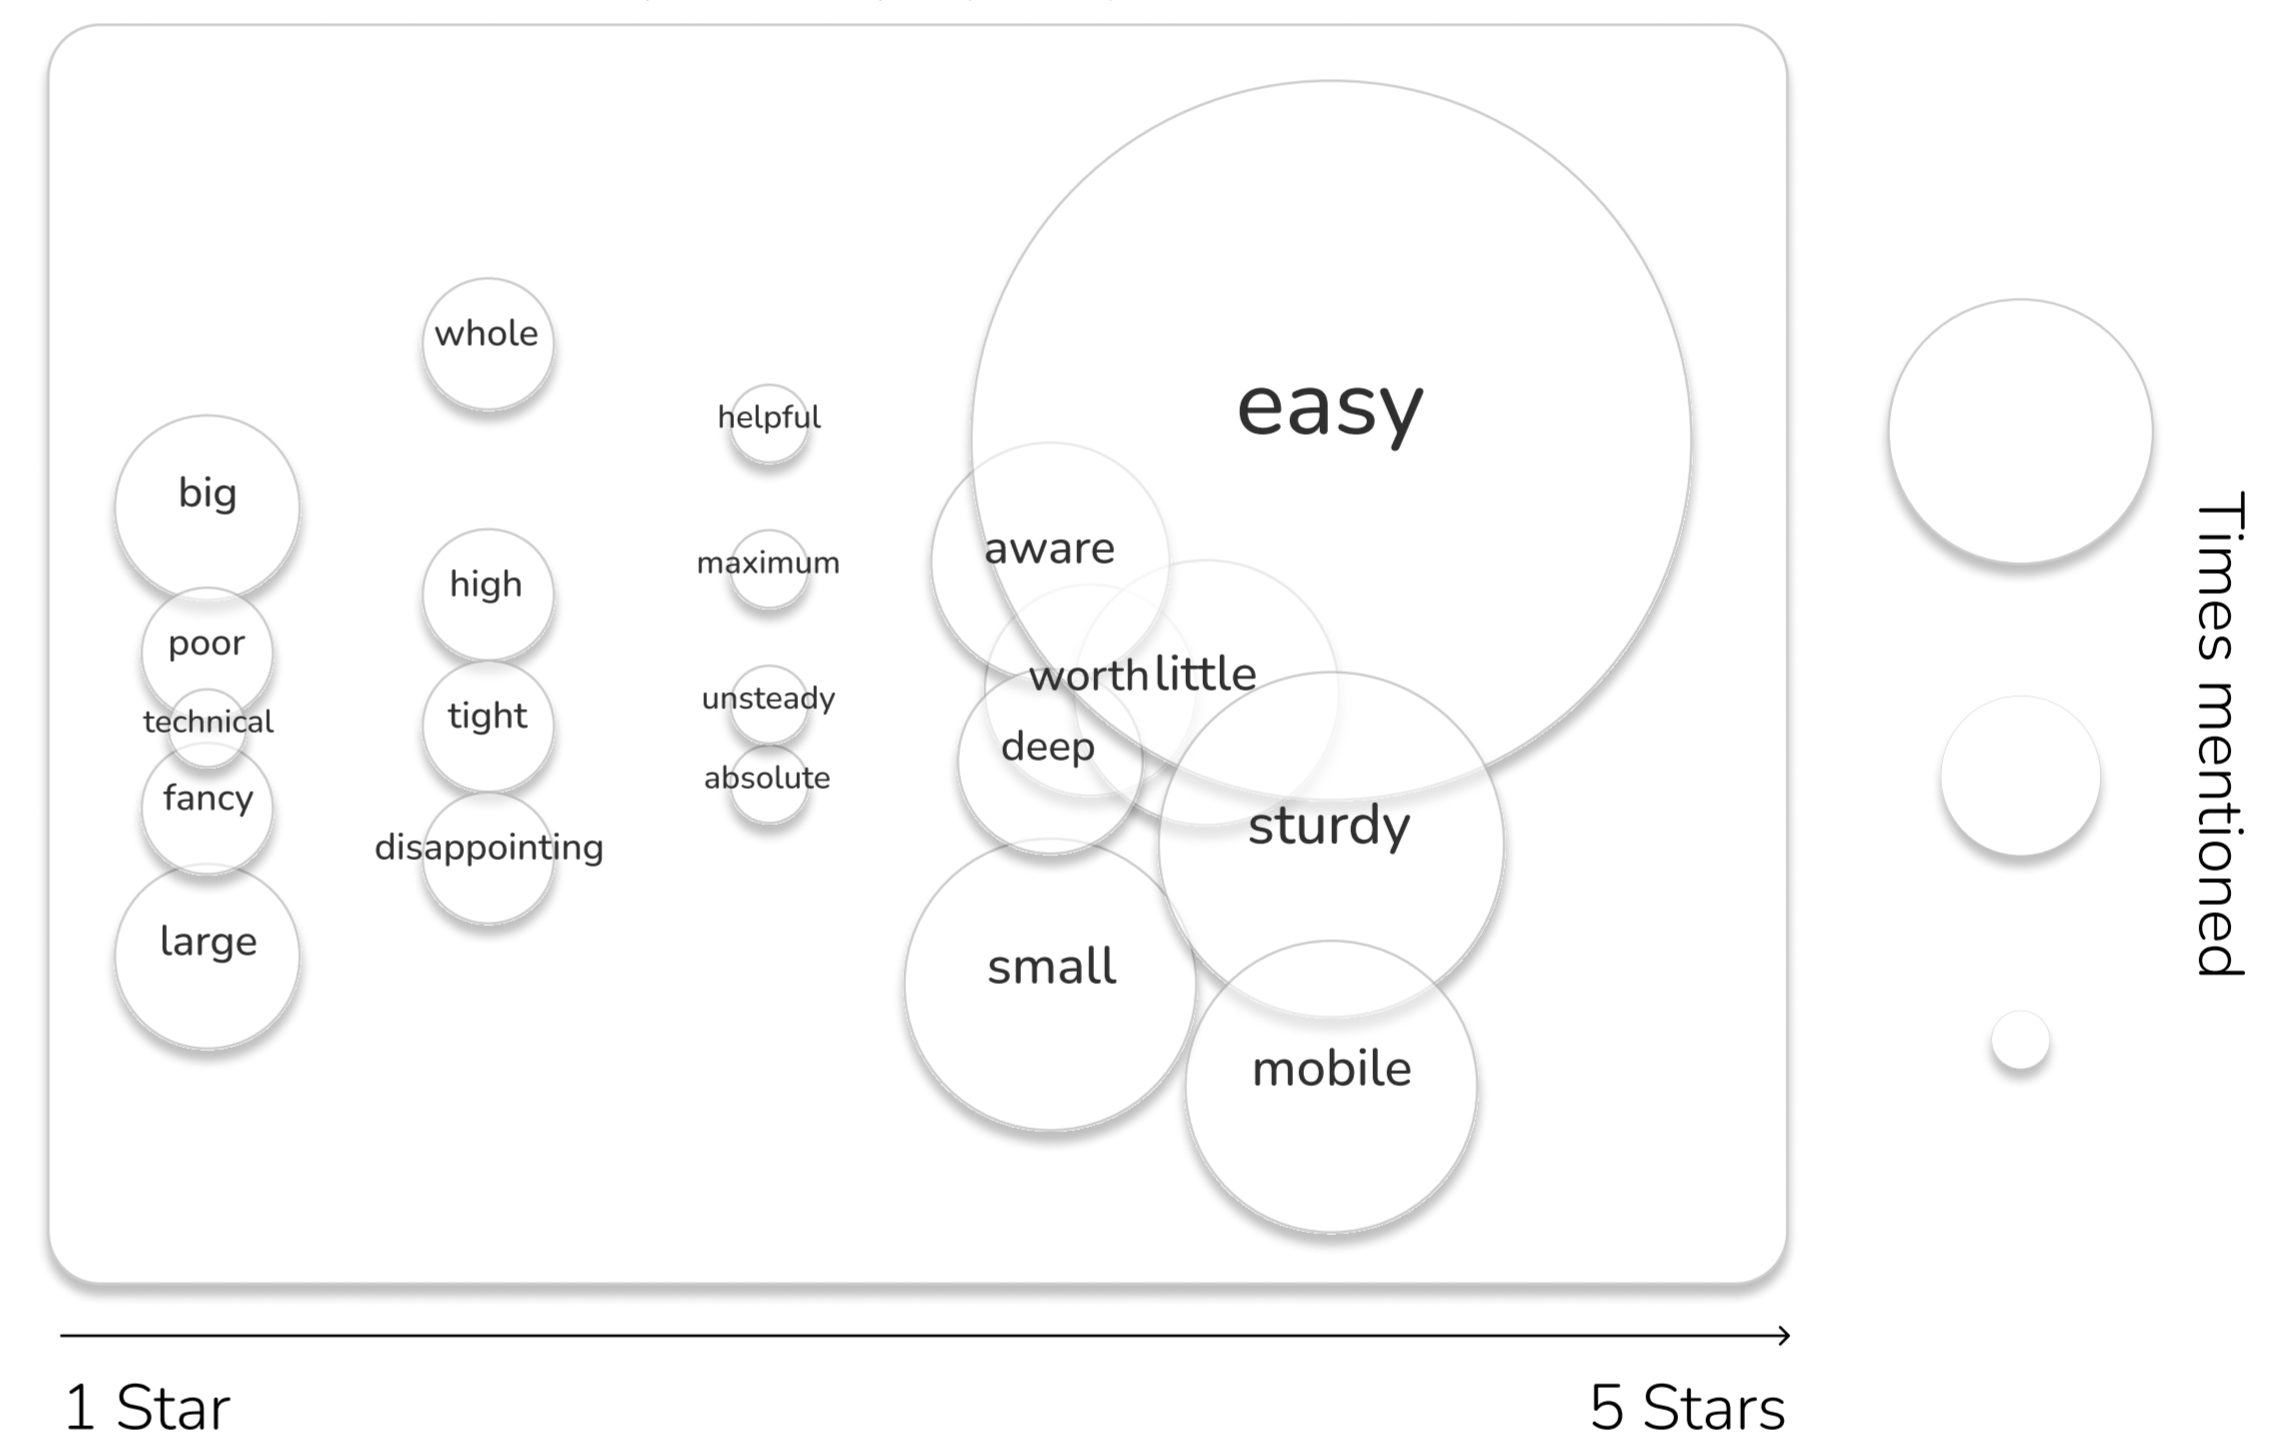 easy
whole
helpful
big
aware
maximum
high
poor
worth
little
unsteady
tight
technical
deep
absolute
fancy
sturdy
disappointing
large
small
mobile
Times mentioned
1 Star
5 Stars